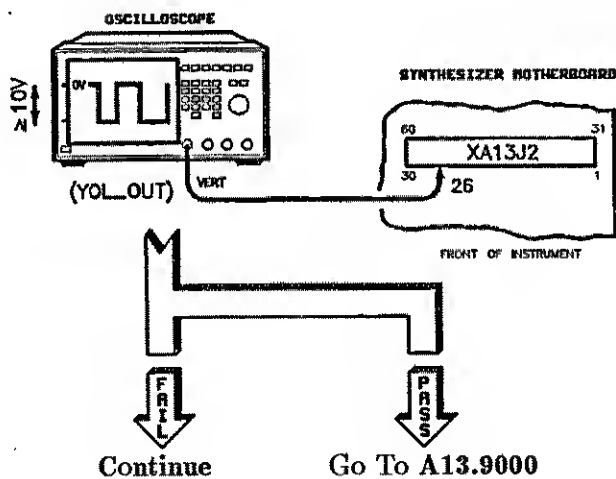 OSCILLOSCOPE
≥ 10V
0V
(YOL_OUT)
VERT
SYNTHESIZER MOTHERBOARD
60
31
XA13J2
30
26
1
FRONT OF INSTRUMENT
FAIL
PASS
Continue
Go To A13.9000